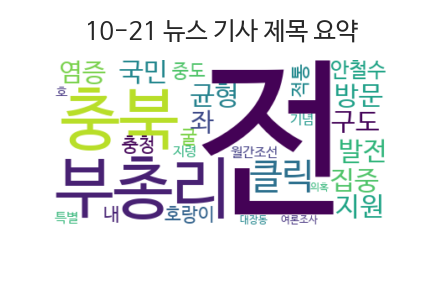 10-21 뉴스 기사 제목 요약
염증 국민 중도 균형 적통 안철수
호 충북 전 방문
좌 기념 구도
충청 굴
지령 월간조선 발전
부총리 클릭 집중
의혹
특별 내 호랑이 대장동 여론조사 지원